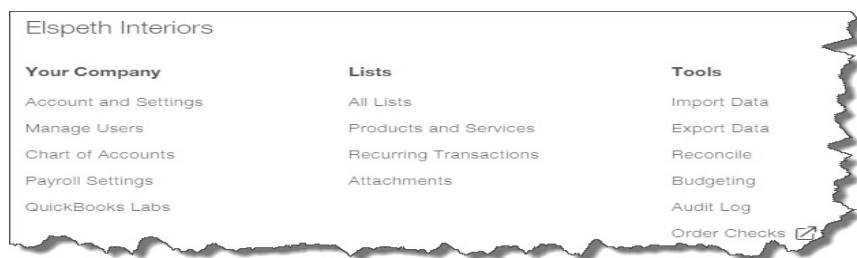 Elspeth Interiors
Your Company
Account and Settings
Manage Users
Chart of Accounts
Payroll Settings
QuickBooks Labs
Lists
All Lists
Products and Services
Recurring Transactions
Attachments
Tools
Import Data
Export Data
Reconcile
Budgeting
Audit Log
Order Checks